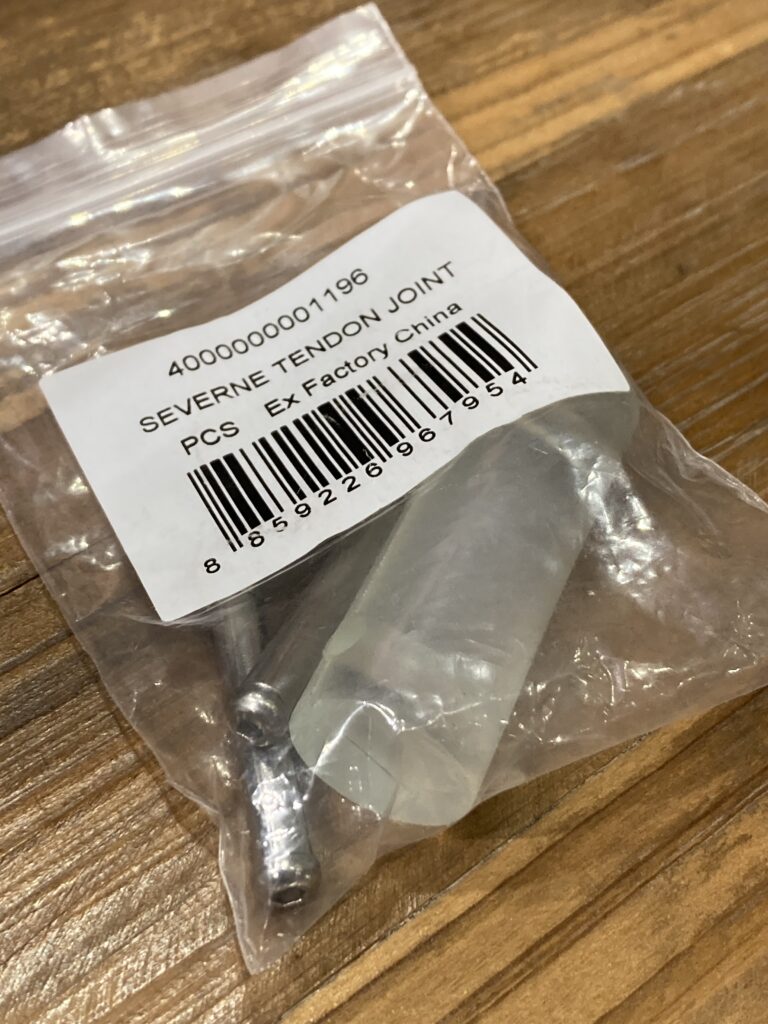 4000000001196
SEVERNE TENDON JOINT
PCS Ex Factory China
8 859226 967954